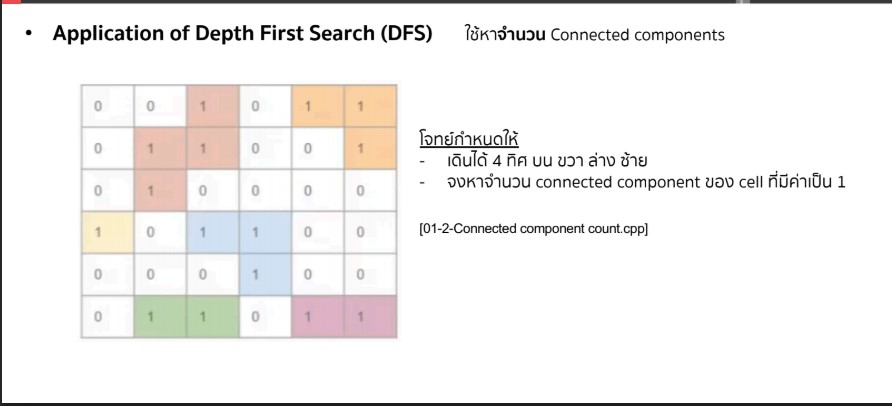 • Application of Depth First Search (DFS) ใช้หาจำนวน Connected components
0 0 1 0 1 1
0 1 1 0 0 1
0 1 0 0 0 0
1 0 1 1 0 0
0 0 0 1 0 0
0 1 1 0 1 1
โจทย์กำหนดให้
- เดินได้ 4 ทิศ บน ขวา ล่าง ซ้าย
- จงหาจำนวน connected component ของ cell ที่มีค่าเป็น 1
[01-2-Connected component count.cpp]